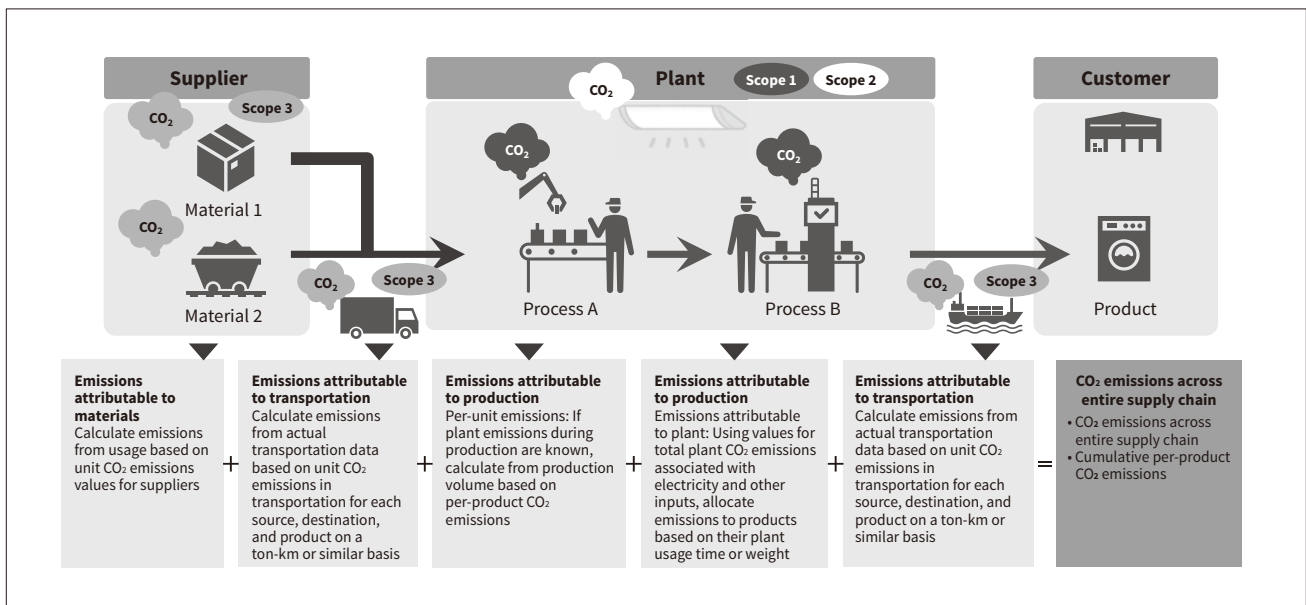 Supplier
Plant
Scope 1
Scope 2
Customer
CO₂
Scope 3
CO₂
CO₂
CO₂
Material 1
CO₂
Material 2
CO₂
Scope 3
Process A
Process B
CO₂
Scope 3
Product
Emissions
attributable to
materials
Calculate emissions
from usage based on
unit CO₂ emissions
values for suppliers
+
Emissions attributable
to transportation
Calculate emissions
from actual
transportation data
based on unit CO₂
emissions in
transportation for each
source, destination,
and product on a
ton-km or similar basis
+
Emissions attributable
to production
Per-unit emissions: If
plant emissions during
production are known,
calculate from production
volume based on
per-product CO₂
emissions
+
Emissions attributable
to production
Emissions attributable
to plant: Using values for
total plant CO₂ emissions
associated with
electricity and other
inputs, allocate
emissions to products
based on their plant
usage time or weight
+
Emissions attributable
to transportation
Calculate emissions from
actual transportation
data based on unit CO₂
emissions in
transportation for each
source, destination, and
product on a ton-km or
similar basis
=
CO₂ emissions across
entire supply chain
• CO₂ emissions across
entire supply chain
• Cumulative per-product
CO₂ emissions